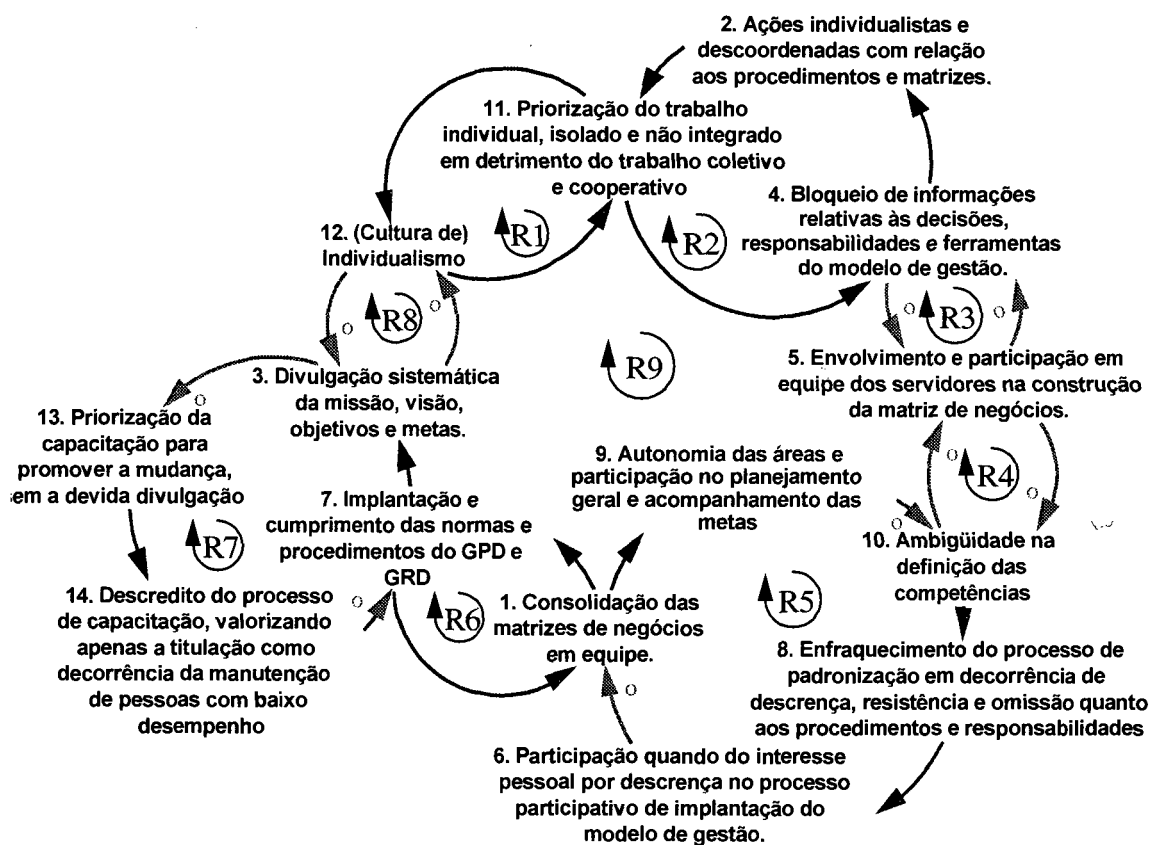 2. Ações individualistas e
descoordenadas com relação
aos procedimentos e matrizes.
11. Priorização do trabalho
individual, isolado e não integrado
em detrimento do trabalho coletivo
e cooperativo
4. Bloqueio de informações
relativas às decisões,
responsabilidades e ferramentas
do modelo de gestão.
12. (Cultura de)
Individualismo
R1
R2
R8
o
o
R3
o
o
R9
5. Envolvimento e participação em
equipe dos servidores na construção
da matriz de negócios.
3. Divulgação sistemática
da missão, visão,
objetivos e metas.
o
13. Priorização da
capacitação para
promover a mudança,
em a devida divulgação
9. Autonomia das áreas e
participação no planejamento
geral e acompanhamento das
metas
R4
o
o
o
7. Implantação e
cumprimento das normas e
procedimentos do GPD e
GRD
R7
10. Ambigüidade na
definição das
competências
14. Descredito do processo
de capacitação, valorizando
apenas a titulação como
decorrência da manutenção
de pessoas com baixo
desempenho
o
R6
1. Consolidação das
matrizes de negócios
em equipe.
R5
8. Enfraquecimento do processo de
padronização em decorrência de
descrença, resistência e omissão quanto
aos procedimentos e responsabilidades
o
6. Participação quando do interesse
pessoal por descrença no processo
participativo de implantação do
modelo de gestão.